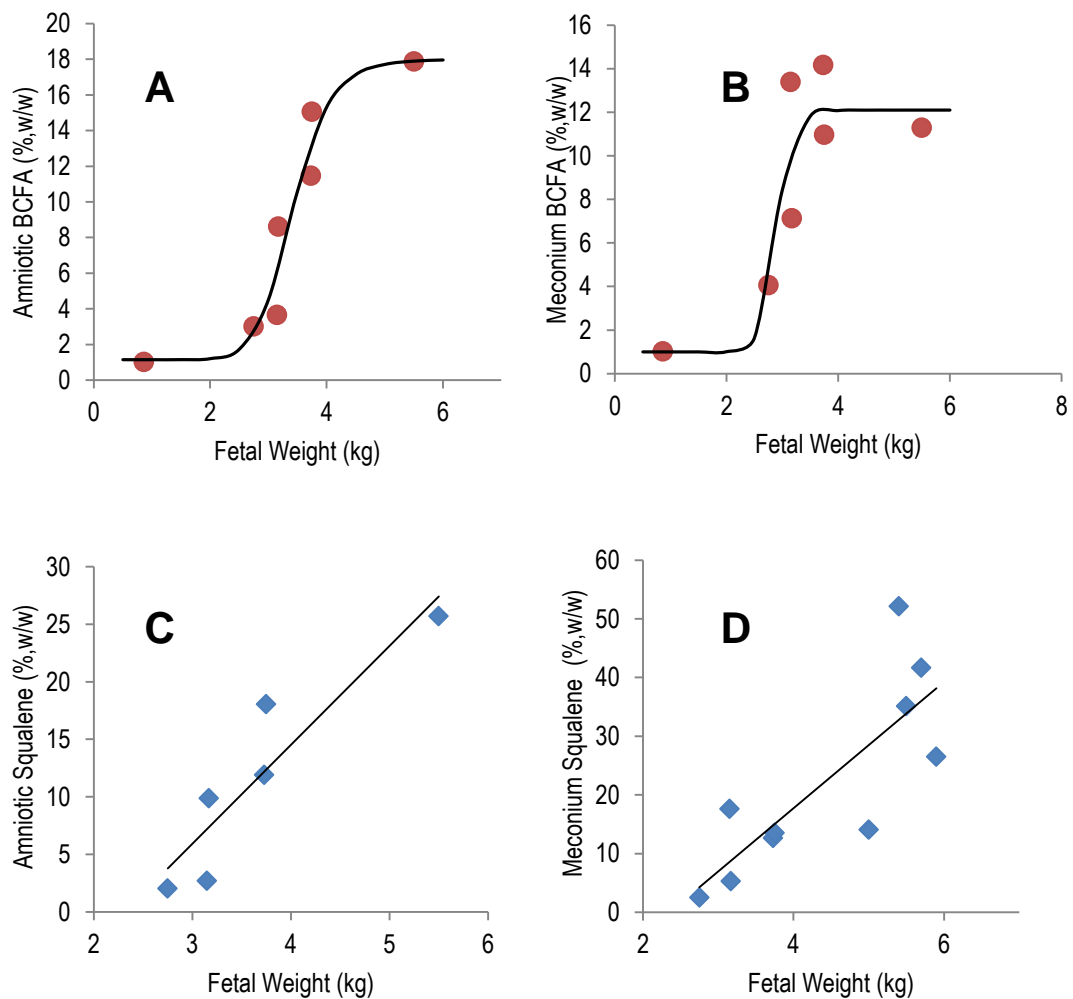 A
Amniotic BCFA (%,w/w)
20
18
16
14
12
10
8
6
4
2
0
0 2 4 6
Fetal Weight (kg)
B
Meconium BCFA (%,w/w)
16
14
12
10
8
6
4
2
0
0 2 4 6 8
Fetal Weight (kg)
C
Amniotic Squalene (%,w/w)
30
25
20
15
10
5
0
2 3 4 5 6
Fetal Weight (kg)
D
Meconium Squalene (%,w/w)
60
50
40
30
20
10
0
2 4 6
Fetal Weight (kg)